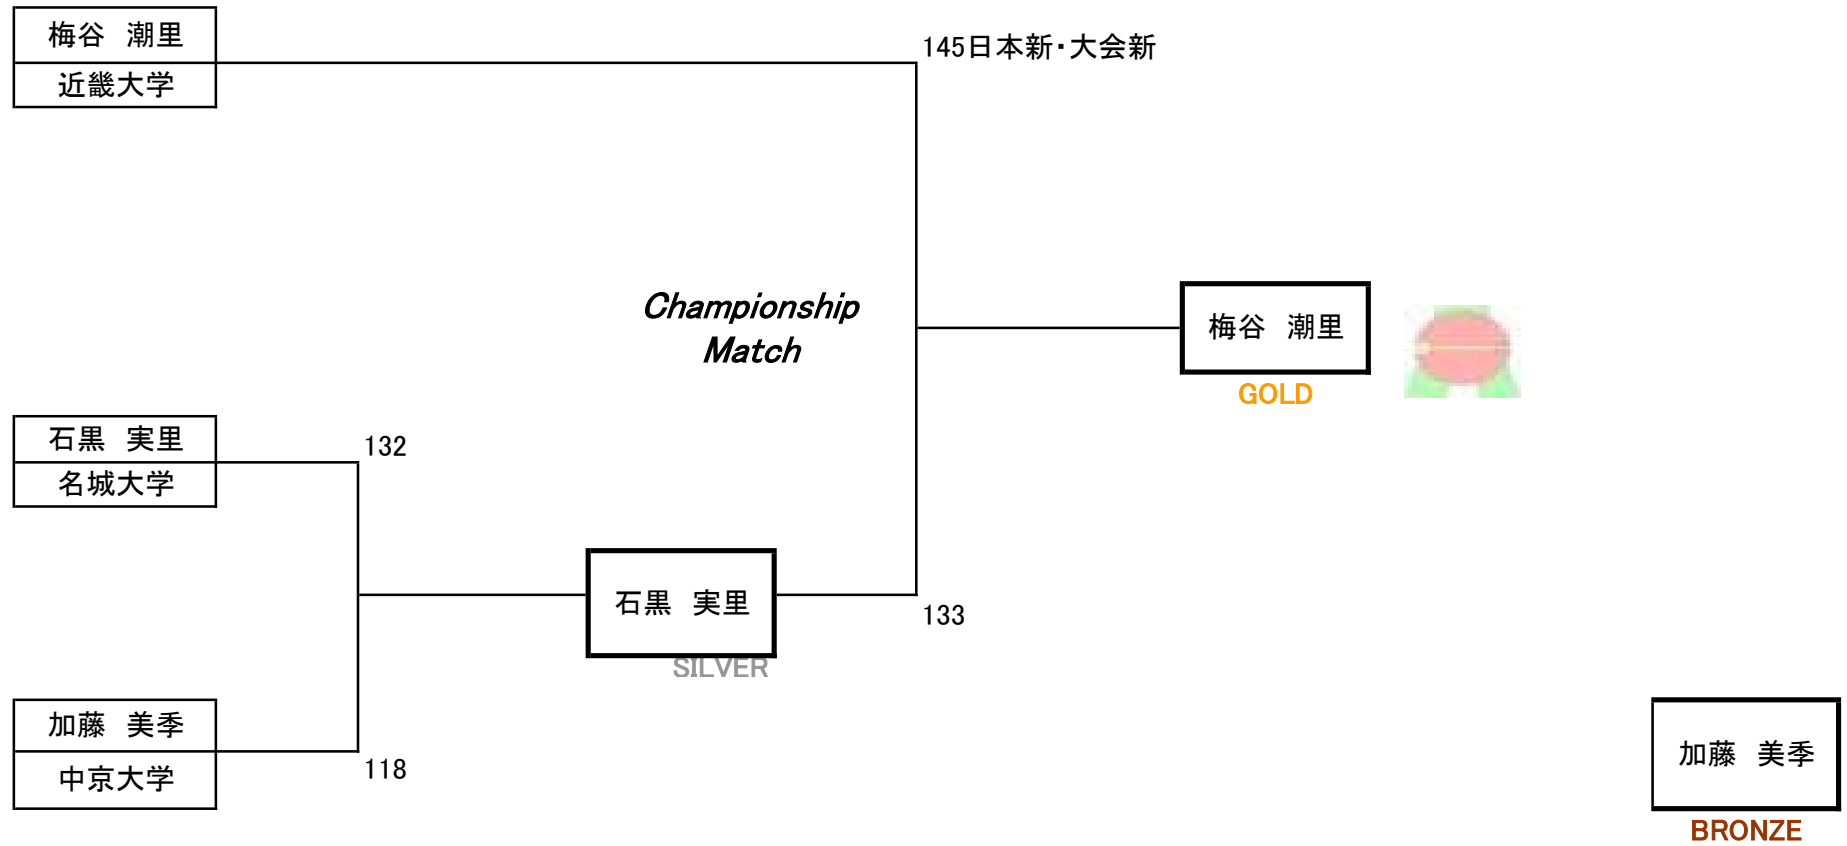 梅谷　潮里
近畿大学
145日本新・大会新
Championship
Match
梅谷　潮里
GOLD
石黒　実里
名城大学
132
石黒　実里
SILVER
133
加藤　美季
中京大学
118
加藤　美季
BRONZE